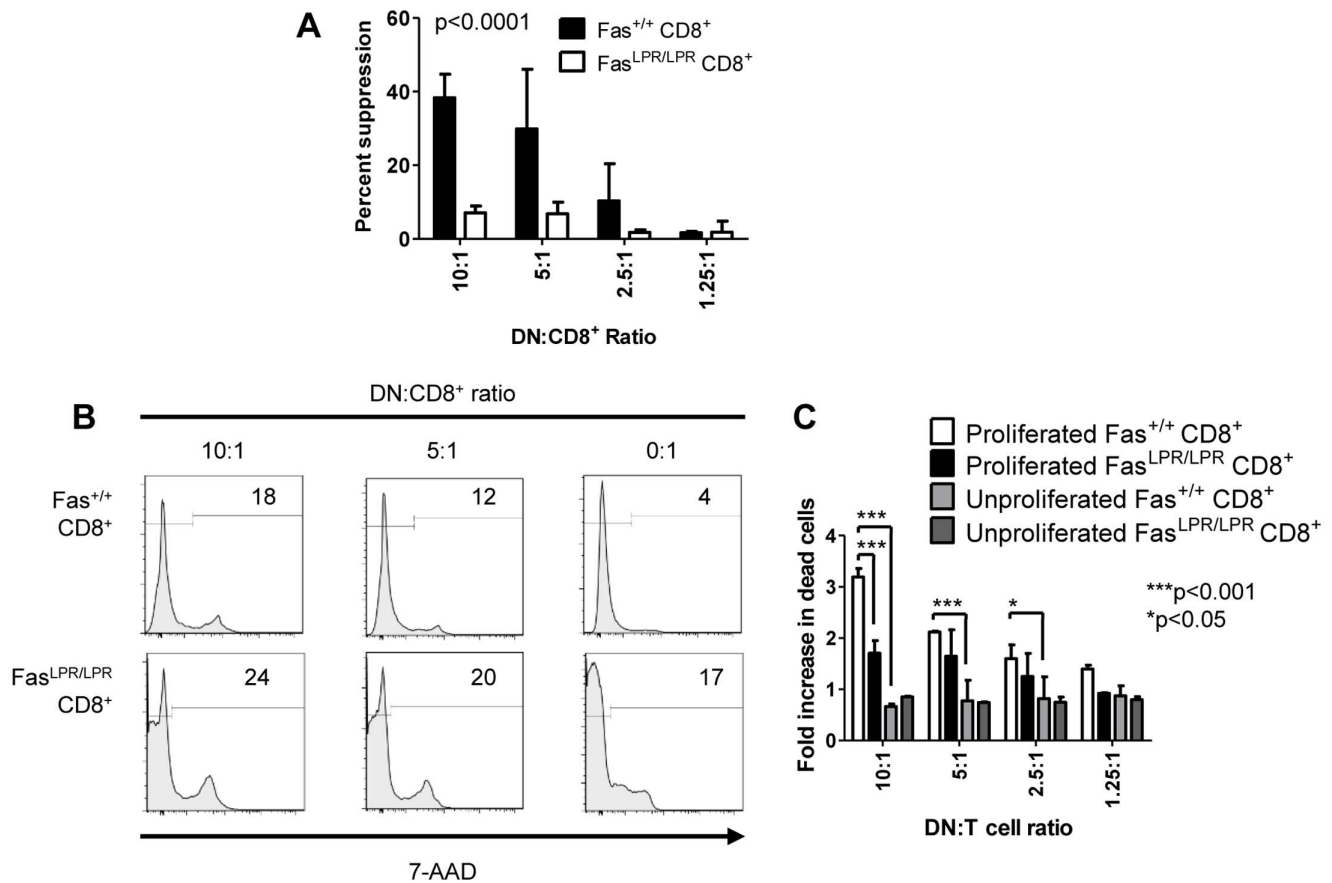 A
p<0.0001
Fas+/+ CD8+
FasLPR/LPR CD8+
Percent suppression
60
40
20
0
10:1
5:1
2.5:1
1.25:1
DN:CD8+ Ratio
B
DN:CD8+ ratio
10:1 5:1 0:1
Fas+/+ CD8+
18 12 4
FasLPR/LPR CD8+
24 20 17
7-AAD
C
Proliferated Fas+/+ CD8+
Proliferated FasLPR/LPR CD8+
Unproliferated Fas+/+ CD8+
Unproliferated FasLPR/LPR CD8+
***p<0.001
*p<0.05
Fold increase in dead cells
4
3
2
1
0
***
***
***
*
10:1
5:1
2.5:1
1.25:1
DN:T cell ratio